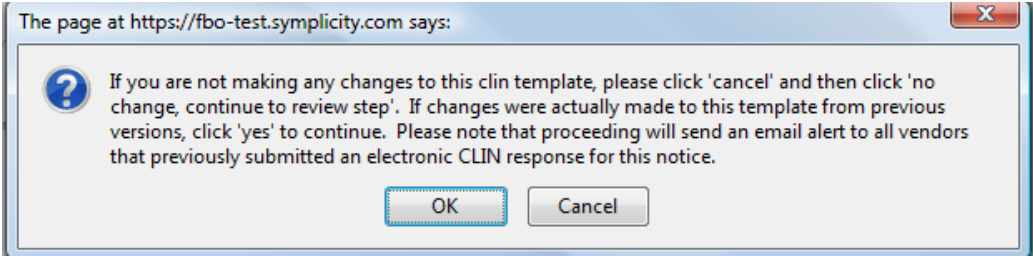 The page at https://fbo-test.symplicity.com says:
If you are not making any changes to this clin template, please click 'cancel' and then click 'no
change, continue to review step'.  If changes were actually made to this template from previous
versions, click 'yes' to continue.  Please note that proceeding will send an email alert to all vendors
that previously submitted an electronic CLIN response for this notice.
OK
Cancel